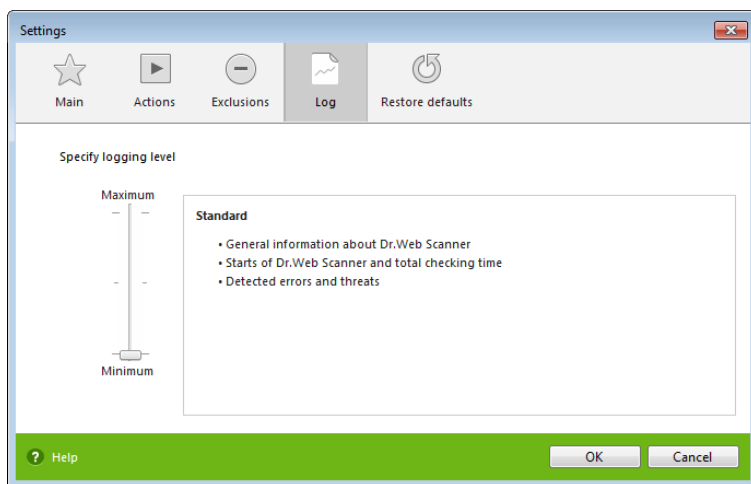 Settings
Main
Actions
Exclusions
Log
Restore defaults
Specify logging level
Maximum
Minimum
Standard
• General information about Dr.Web Scanner
• Starts of Dr.Web Scanner and total checking time
• Detected errors and threats
? Help
OK
Cancel